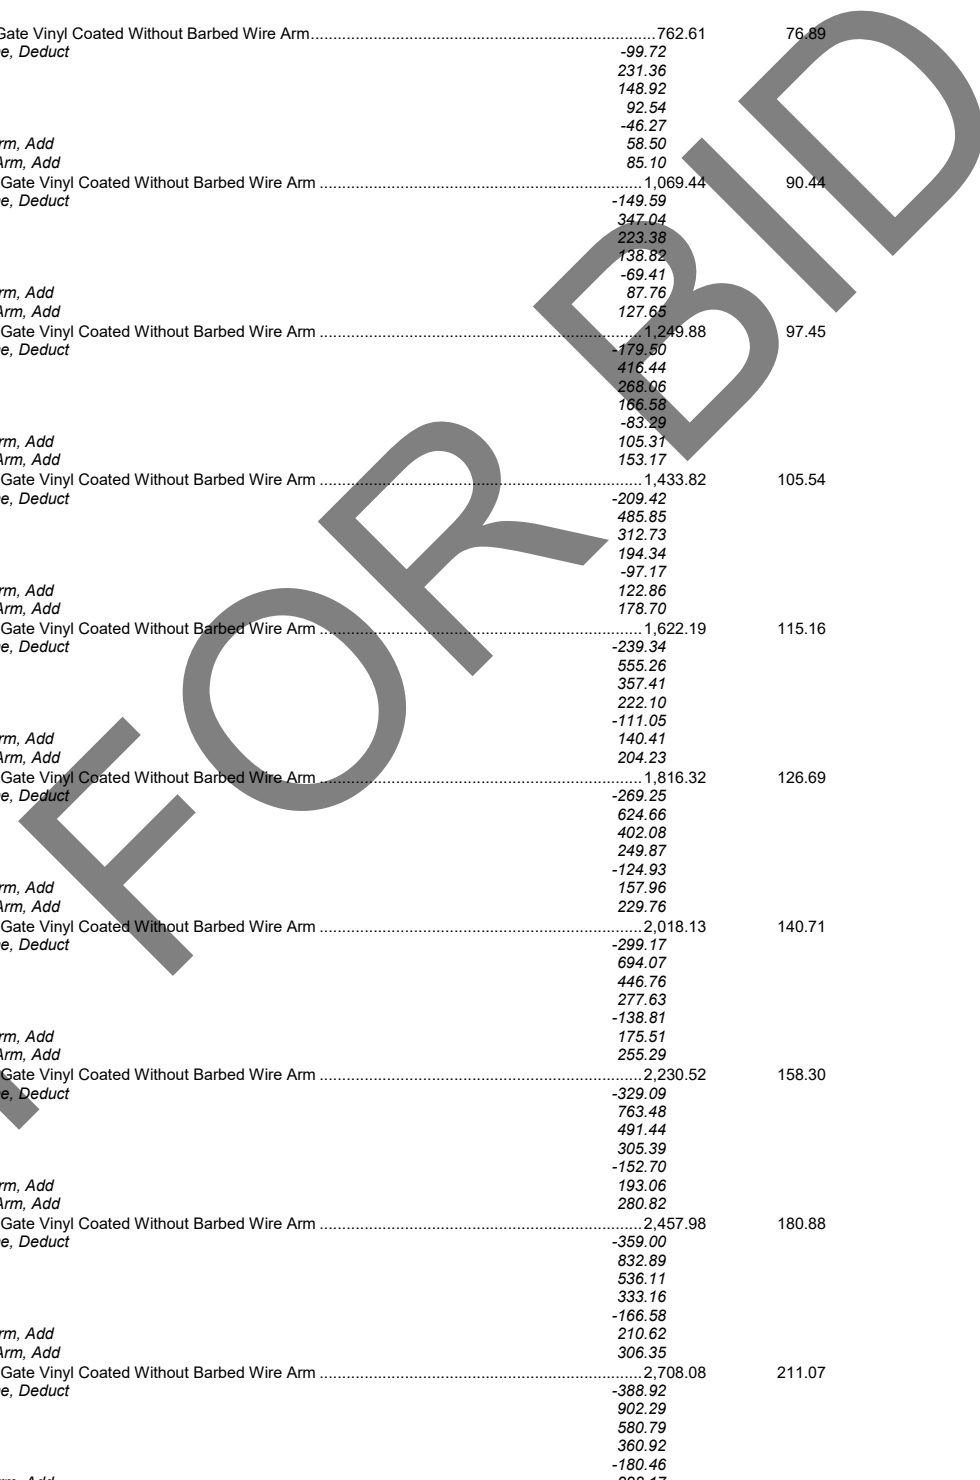 Gate Vinyl Coated Without Barbed Wire Arm 762.61 76.89
e, Deduct -99.72
231.36
148.92
92.54
-46.27
rm, Add 58.50
Arm, Add 85.10
Gate Vinyl Coated Without Barbed Wire Arm 1,069.44 90.44
e, Deduct -149.59
347.04
223.38
138.82
-69.41
rm, Add 87.76
Arm, Add 127.65
Gate Vinyl Coated Without Barbed Wire Arm 1,249.88 97.45
e, Deduct -179.50
416.44
268.06
166.58
-83.29
rm, Add 105.31
Arm, Add 153.17
Gate Vinyl Coated Without Barbed Wire Arm 1,433.82 105.54
e, Deduct -209.42
485.85
312.73
194.34
-97.17
rm, Add 122.86
Arm, Add 178.70
Gate Vinyl Coated Without Barbed Wire Arm 1,622.19 115.16
e, Deduct -239.34
555.26
357.41
222.10
-111.05
rm, Add 140.41
Arm, Add 204.23
Gate Vinyl Coated Without Barbed Wire Arm 1,816.32 126.69
e, Deduct -269.25
624.66
402.08
249.87
-124.93
rm, Add 157.96
Arm, Add 229.76
Gate Vinyl Coated Without Barbed Wire Arm 2,018.13 140.71
e, Deduct -299.17
694.07
446.76
277.63
-138.81
rm, Add 175.51
Arm, Add 255.29
Gate Vinyl Coated Without Barbed Wire Arm 2,230.52 158.30
e, Deduct -329.09
763.48
491.44
305.39
-152.70
rm, Add 193.06
Arm, Add 280.82
Gate Vinyl Coated Without Barbed Wire Arm 2,457.98 180.88
e, Deduct -359.00
832.89
536.11
333.16
-166.58
rm, Add 210.62
Arm, Add 306.35
Gate Vinyl Coated Without Barbed Wire Arm 2,708.08 211.07
e, Deduct -388.92
902.29
580.79
360.92
-180.46
FOR BID